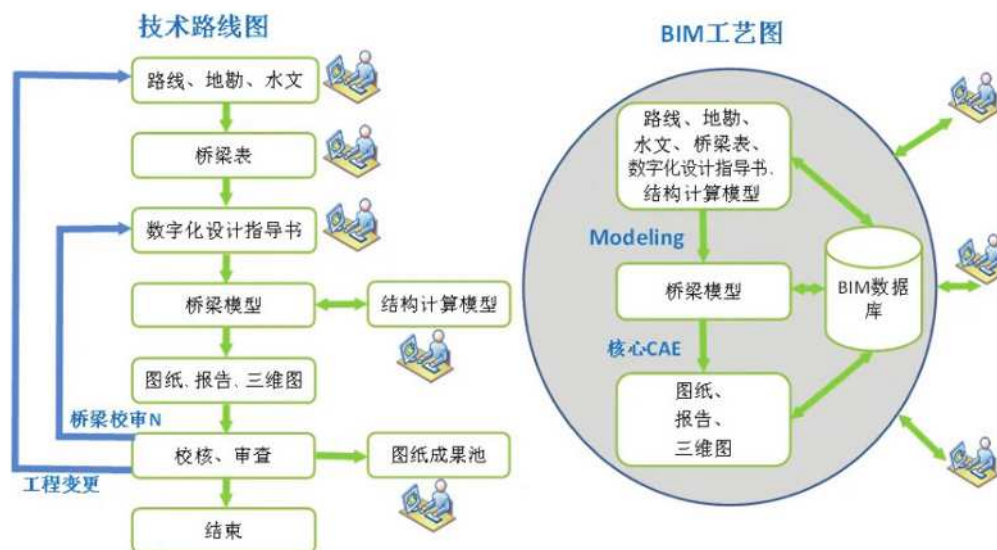 技术路线图
路线、地勘、水文
桥梁表
数字化设计指导书
桥梁模型
结构计算模型
图纸、报告、三维图
桥梁校审N
校核、审查
图纸成果池
工程变更
结束
BIM工艺图
路线、地勘、
水文、桥梁表、
数字化设计指导书、
结构计算模型
Modeling
桥梁模型
BIM数据
库
核心CAE
图纸、
报告、
三维图